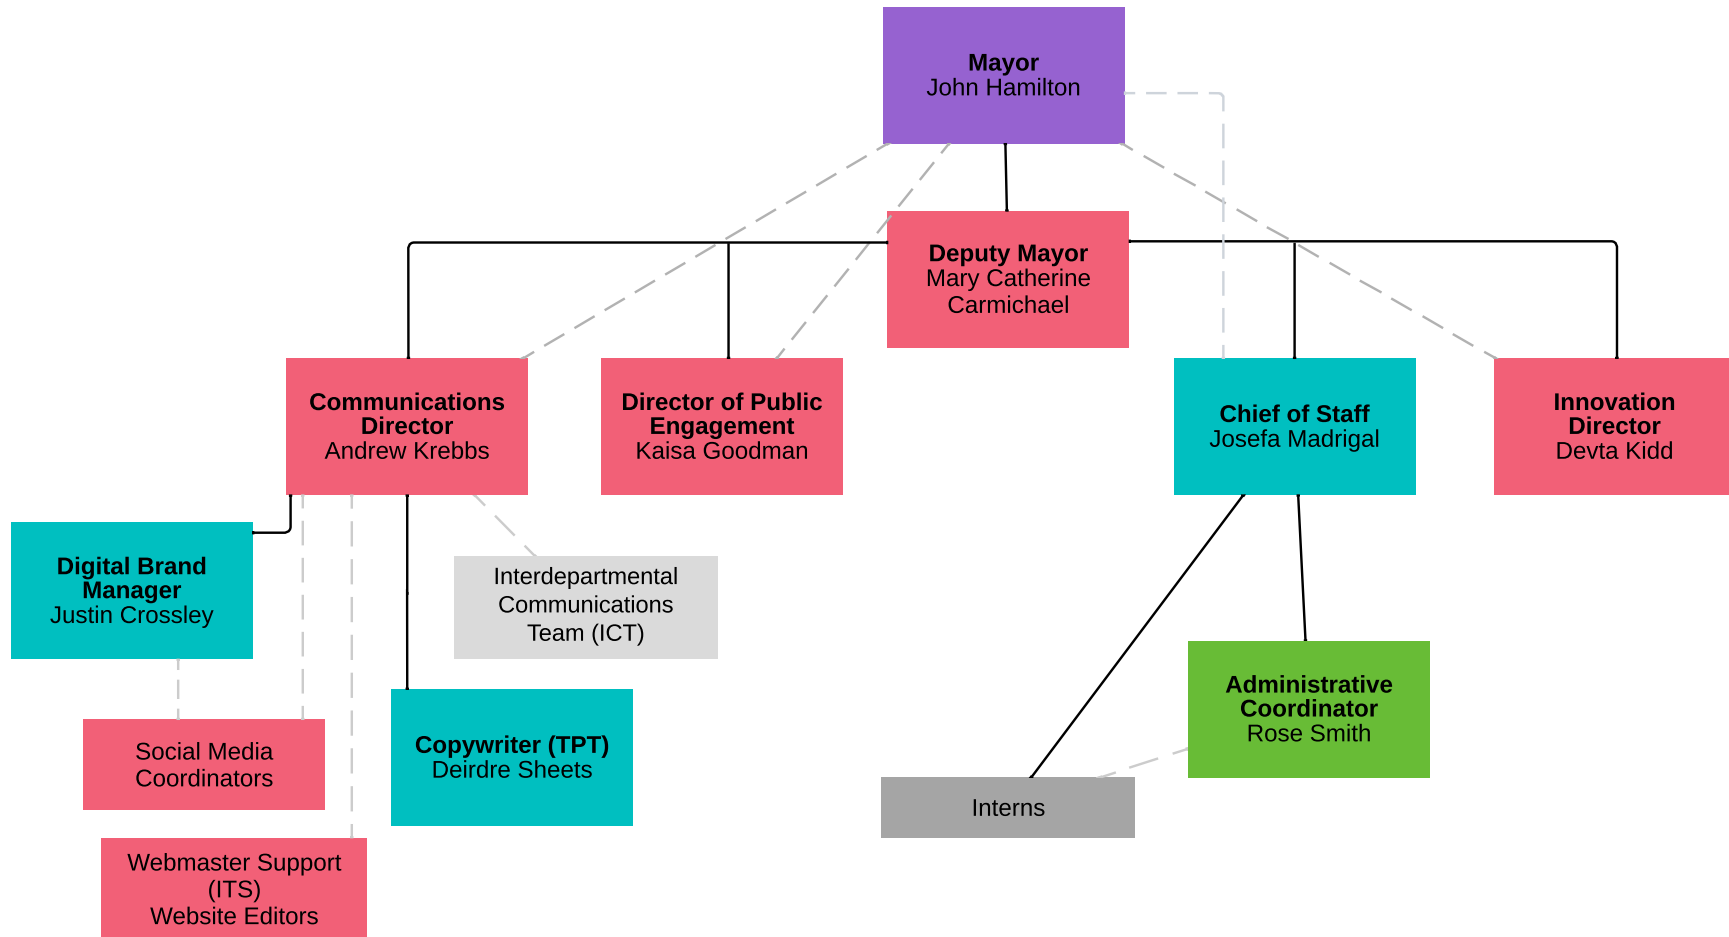 Mayor
John Hamilton
Deputy Mayor
Mary Catherine
Carmichael
Communications
Director
Andrew Krebbs
Director of Public
Engagement
Kaisa Goodman
Chief of Staff
Josefa Madrigal
Innovation
Director
Devta Kidd
Digital Brand
Manager
Justin Crossley
Interdepartmental
Communications
Team (ICT)
Social Media
Coordinators
Copywriter (TPT)
Deirdre Sheets
Administrative
Coordinator
Rose Smith
Interns
Webmaster Support
(ITS)
Website Editors